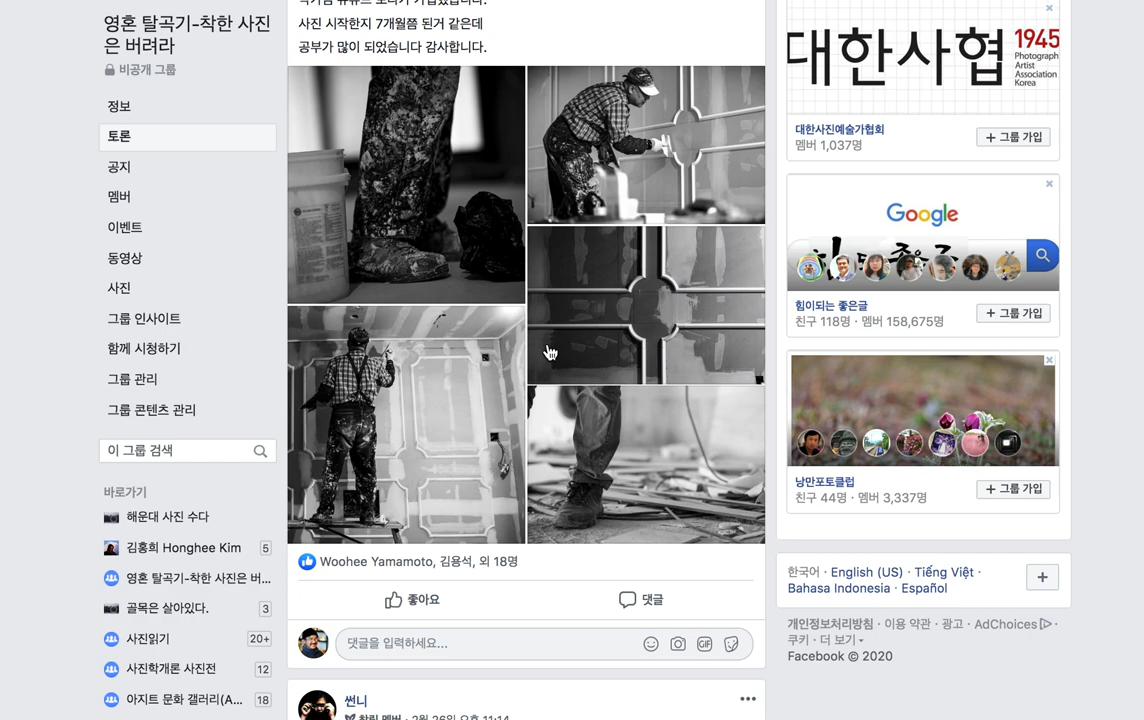 영혼 탈곡기-착한 사진
은 버려라
비공개 그룹
정보
토론
공지
멤버
이벤트
동영상
사진
그룹 인사이트
함께 시청하기
그룹 관리
그룹 콘텐츠 관리
이 그룹 검색
바로가기
해운대 사진 수다
김홍희 Honghee Kim 5
영혼 탈곡기-착한 사진은 버...
골목은 살아있다. 3
사진읽기 20+
사진학개론 사진전 12
아지트 문화 갤러리(A... 18
사진 시작한지 7개월쯤 된거 같은데
공부가 많이 되었습니다 감사합니다.
Woohee Yamamoto, 김용석, 외 18명
좋아요 댓글
댓글을 입력하세요...
GIF
썬니
창립 멤버 · 2월 26일 오후 11:14
대한사협 1945
Photograph
Artist
Association
Korea
대한사진예술가협회
멤버 1,037명
+ 그룹 가입
Google
힘이되는 좋은글
친구 118명 · 멤버 158,675명
+ 그룹 가입
낭만포토클럽
친구 44명 · 멤버 3,337명
+ 그룹 가입
한국어 · English (US) · Tiếng Việt ·
Bahasa Indonesia · Español
개인정보처리방침 · 이용 약관 · 광고 · AdChoices ·
쿠키 · 더 보기
Facebook © 2020